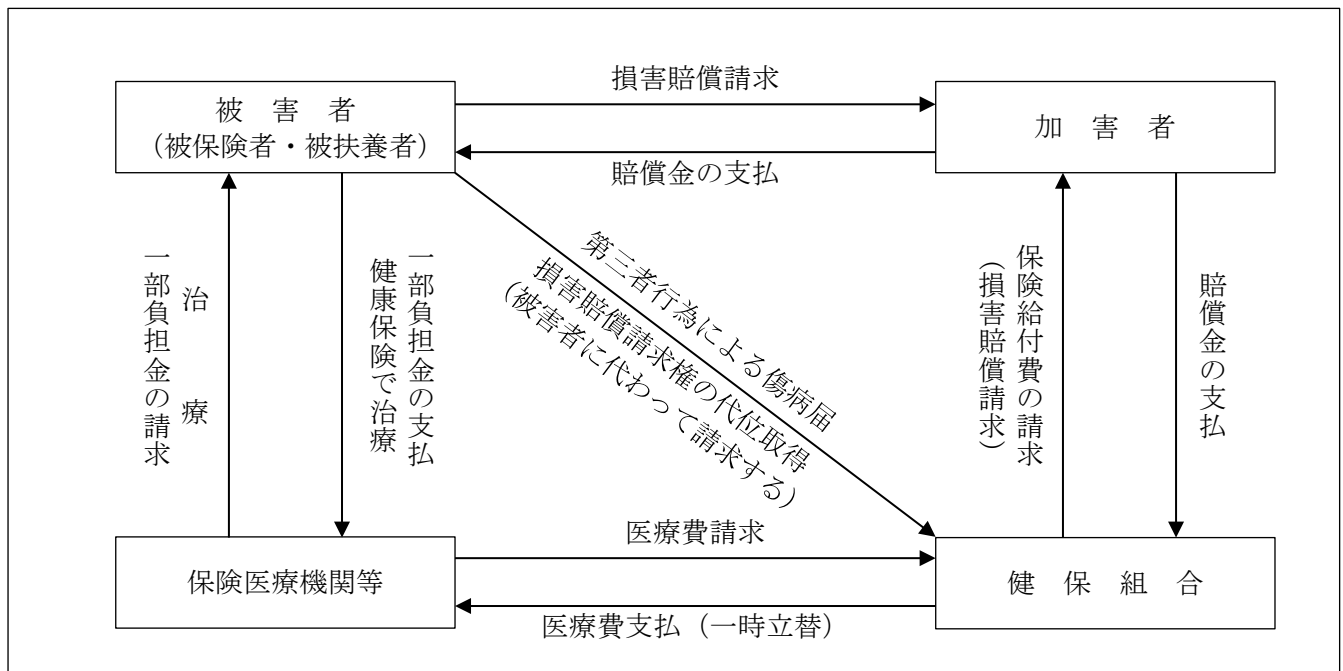 損害賠償請求
被　害　者
（被保険者・被扶養者）
加　害　者
賠償金の支払
治　　療
一部負担金の請求
一部負担金の支払
健康保険で治療
第三者行為による傷病届
損害賠償請求権の代位取得
（被害者に代わって請求する）
保険給付費の請求
（損害賠償請求）
賠償金の支払
医療費請求
保険医療機関等
健　保　組　合
医療費支払（一時立替）